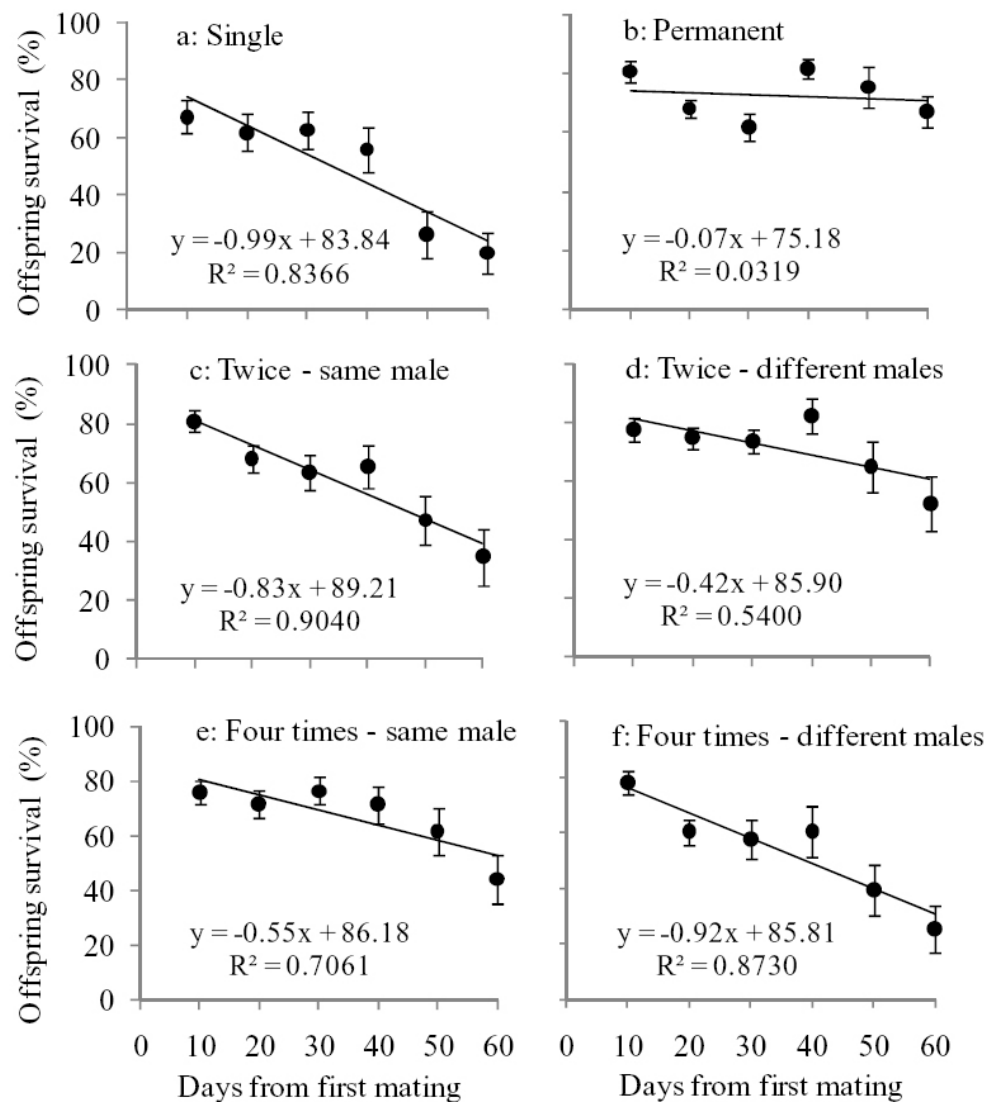 a: Single
b: Permanent
Offspring survival (%)
100
80
60
40
20
0
y = -0.99x + 83.84
R² = 0.8366
y = -0.07x + 75.18
R² = 0.0319
c: Twice - same male
d: Twice - different males
Offspring survival (%)
100
80
60
40
20
0
y = -0.83x + 89.21
R² = 0.9040
y = -0.42x + 85.90
R² = 0.5400
e: Four times - same male
f: Four times - different males
Offspring survival (%)
100
80
60
40
20
0
y = -0.55x + 86.18
R² = 0.7061
y = -0.92x + 85.81
R² = 0.8730
0 10 20 30 40 50 60
0 10 20 30 40 50 60
Days from first mating
Days from first mating